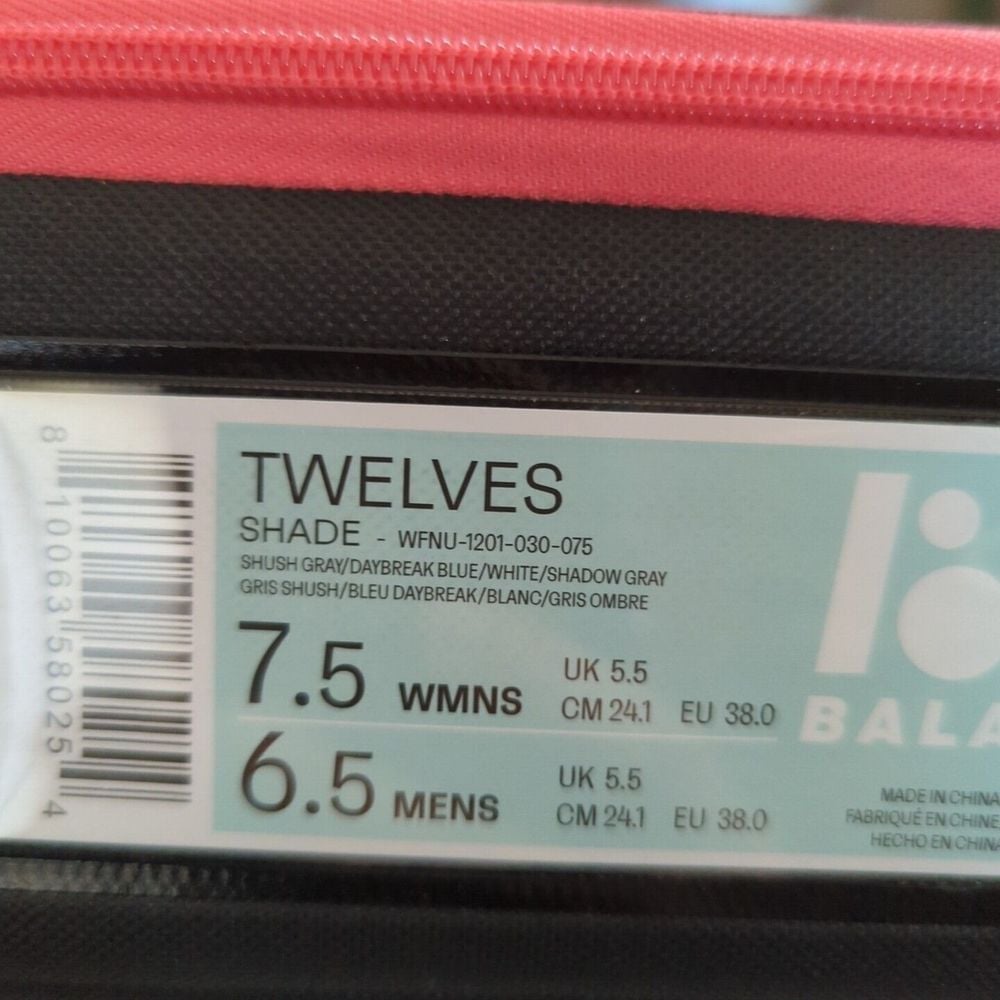 8 10063 58025 4
TWELVES
SHADE - WFNU-1201-030-075
SHUSH GRAY/DAYBREAK BLUE/WHITE/SHADOW GRAY
GRIS SHUSH/BLEU DAYBREAK/BLANC/GRIS OMBRE
7.5 WMNS
UK 5.5
CM 24.1 EU 38.0
6.5 MENS
UK 5.5
CM 24.1 EU 38.0
BALA
MADE IN CHINA
FABRIQUÉ EN CHINE
HECHO EN CHINA